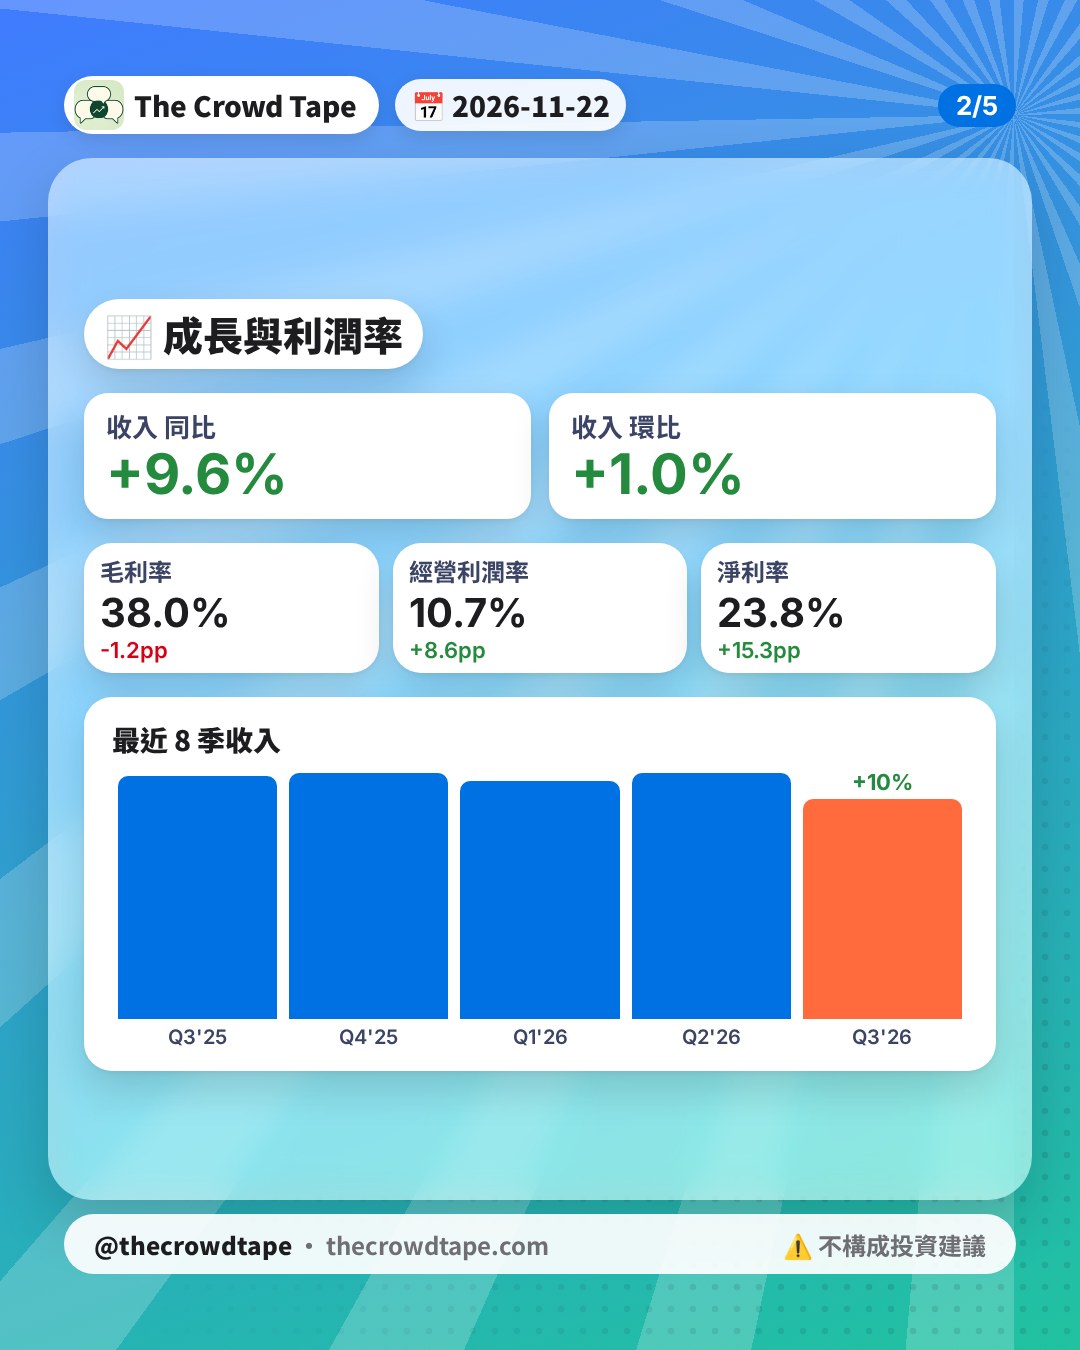 The Crowd Tape
2026-11-22
2/5
成長與利潤率
收入 同比
+9.6%
收入 環比
+1.0%
毛利率
38.0%
-1.2pp
經營利潤率
10.7%
+8.6pp
淨利率
23.8%
+15.3pp
最近 8 季收入
+10%
Q3'25
Q4'25
Q1'26
Q2'26
Q3'26
@thecrowdtape • thecrowdtape.com
不構成投資建議